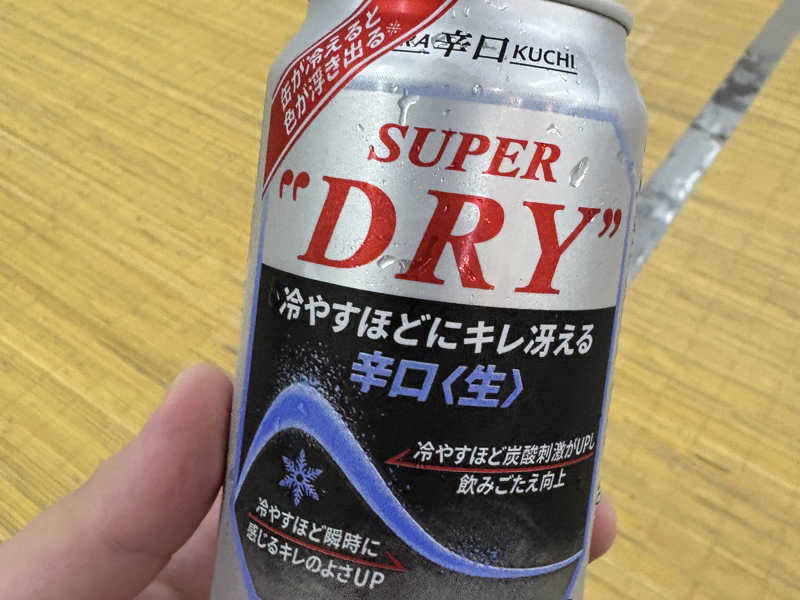 缶が冷えると
色が浮き出る※
RA 辛口 KUCHI
SUPER
"DRY"
冷やすほどにキレ冴える
辛口〈生〉
冷やすほど炭酸刺激がUPし
飲みごたえ向上
冷やすほど瞬時に
感じるキレのよさUP